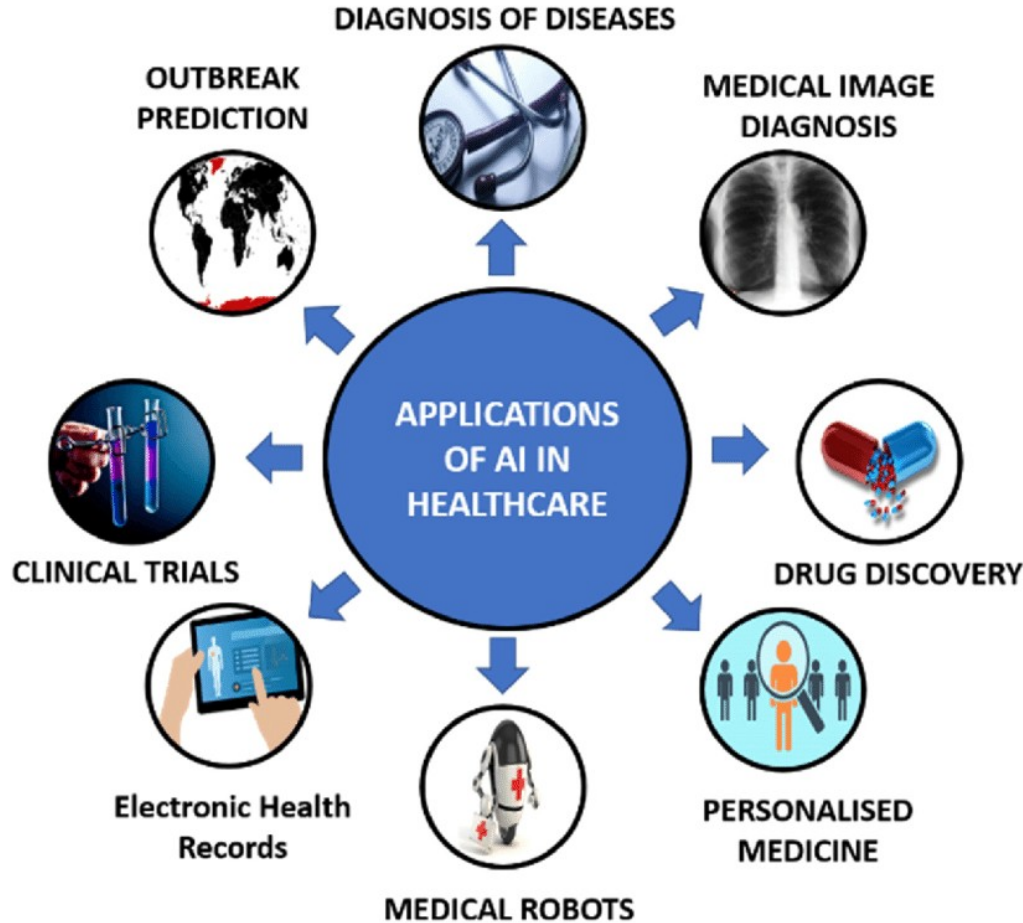 DIAGNOSIS OF DISEASES
OUTBREAK
PREDICTION
MEDICAL IMAGE
DIAGNOSIS
APPLICATIONS
OF AI IN
HEALTHCARE
CLINICAL TRIALS
DRUG DISCOVERY
Electronic Health
Records
PERSONALISED
MEDICINE
MEDICAL ROBOTS